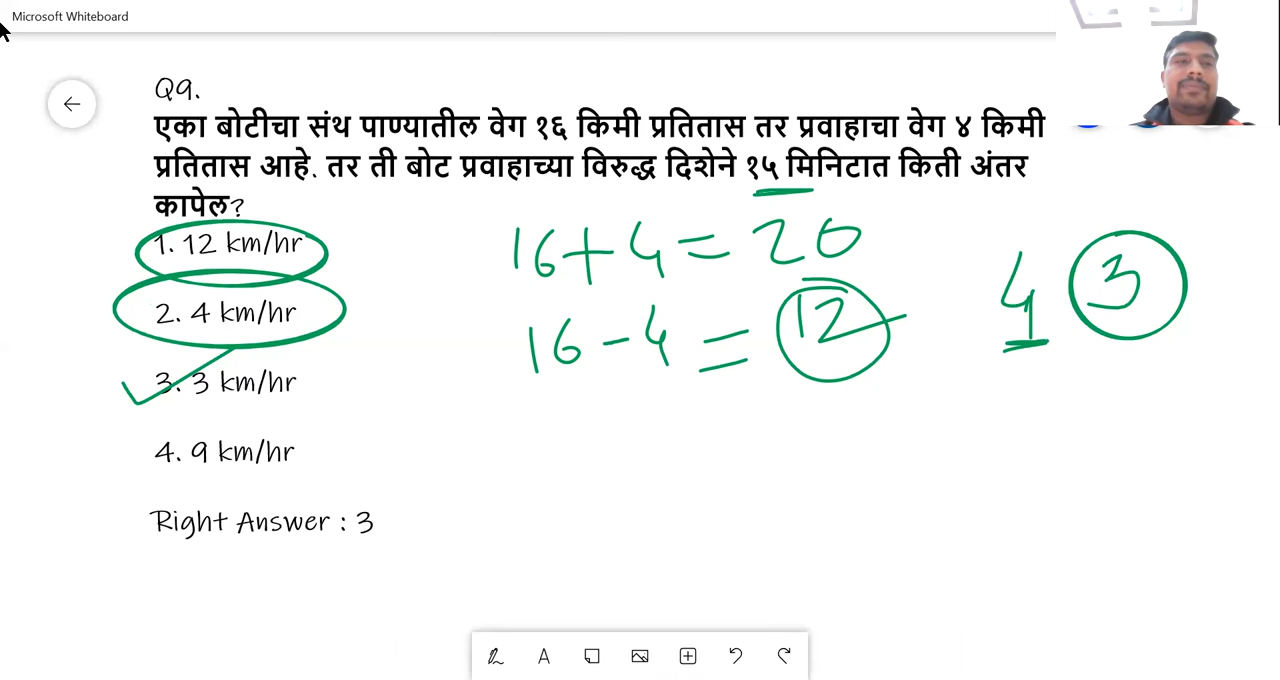 Microsoft Whiteboard
Q9.
एका बोटीचा संथ पाण्यातील वेग १६ किमी प्रतितास तर प्रवाहाचा वेग ४ किमी
प्रतितास आहे. तर ती बोट प्रवाहाच्या विरुद्ध दिशेने १५ मिनिटात किती अंतर
कापेल?
1. 12 km/hr
16+4=20
4 3
2. 4 km/hr
16-4=12
3. 3 km/hr
4. 9 km/hr
Right Answer : 3
A